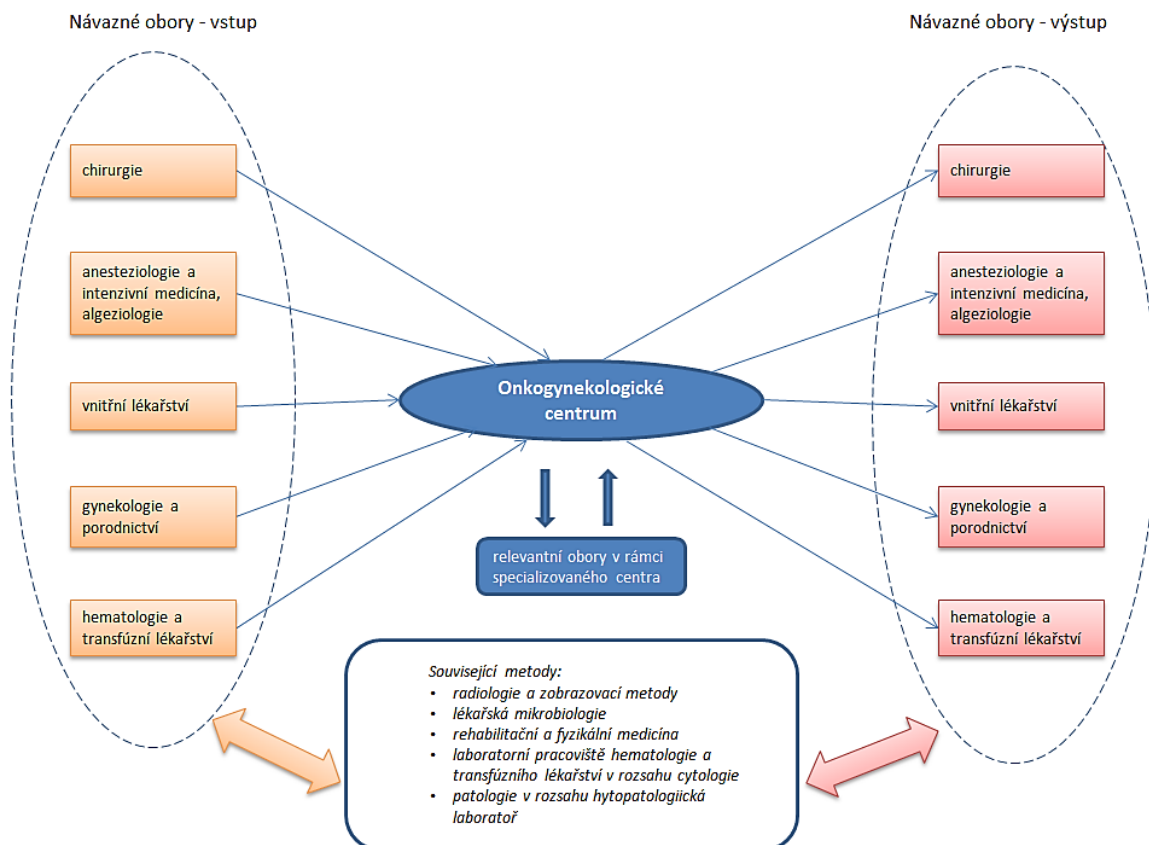 Návazné obory - vstup
Návazné obory - výstup
chirurgie
anesteziologie a
intenzivní medicína,
algeziologie
vnitřní lékařství
gynekologie a
porodnictví
hematologie a
transfúzní lékařství
Onkogynekologické
centrum
relevantní obory v rámci
specializovaného centra
chirurgie
anesteziologie a
intenzivní medicína,
algeziologie
vnitřní lékařství
gynekologie a
porodnictví
hematologie a
transfúzní lékařství
Související metody:
• radiologie a zobrazovací metody
• lékařská mikrobiologie
• rehabilitační a fyzikální medicína
• laboratorní pracoviště hematologie a
transfúzního lékařství v rozsahu cytologie
• patologie v rozsahu hytopatologiická
laboratoř